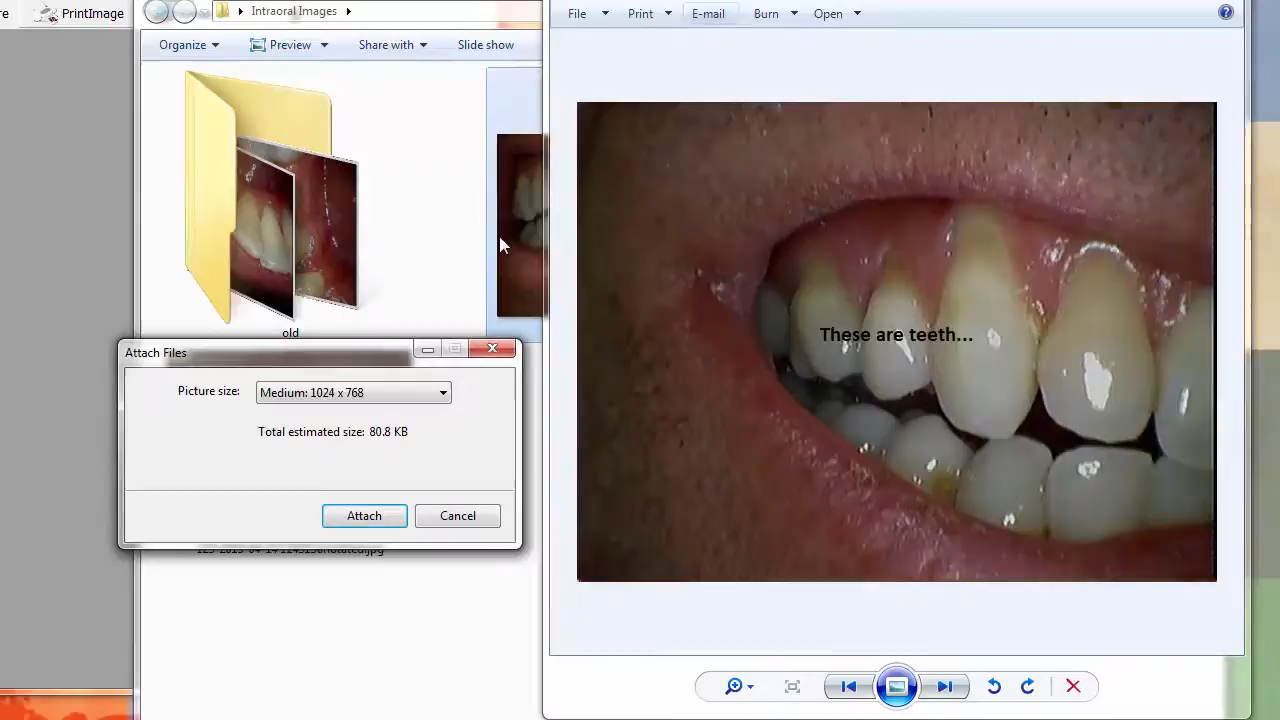 PrintImage
Intraoral Images
Organize
Preview
Share with
Slide show
old
File
Print
E-mail
Burn
Open
These are teeth...
Attach Files
Picture size:
Medium: 1024 x 768
Total estimated size: 80.8 KB
Attach
Cancel